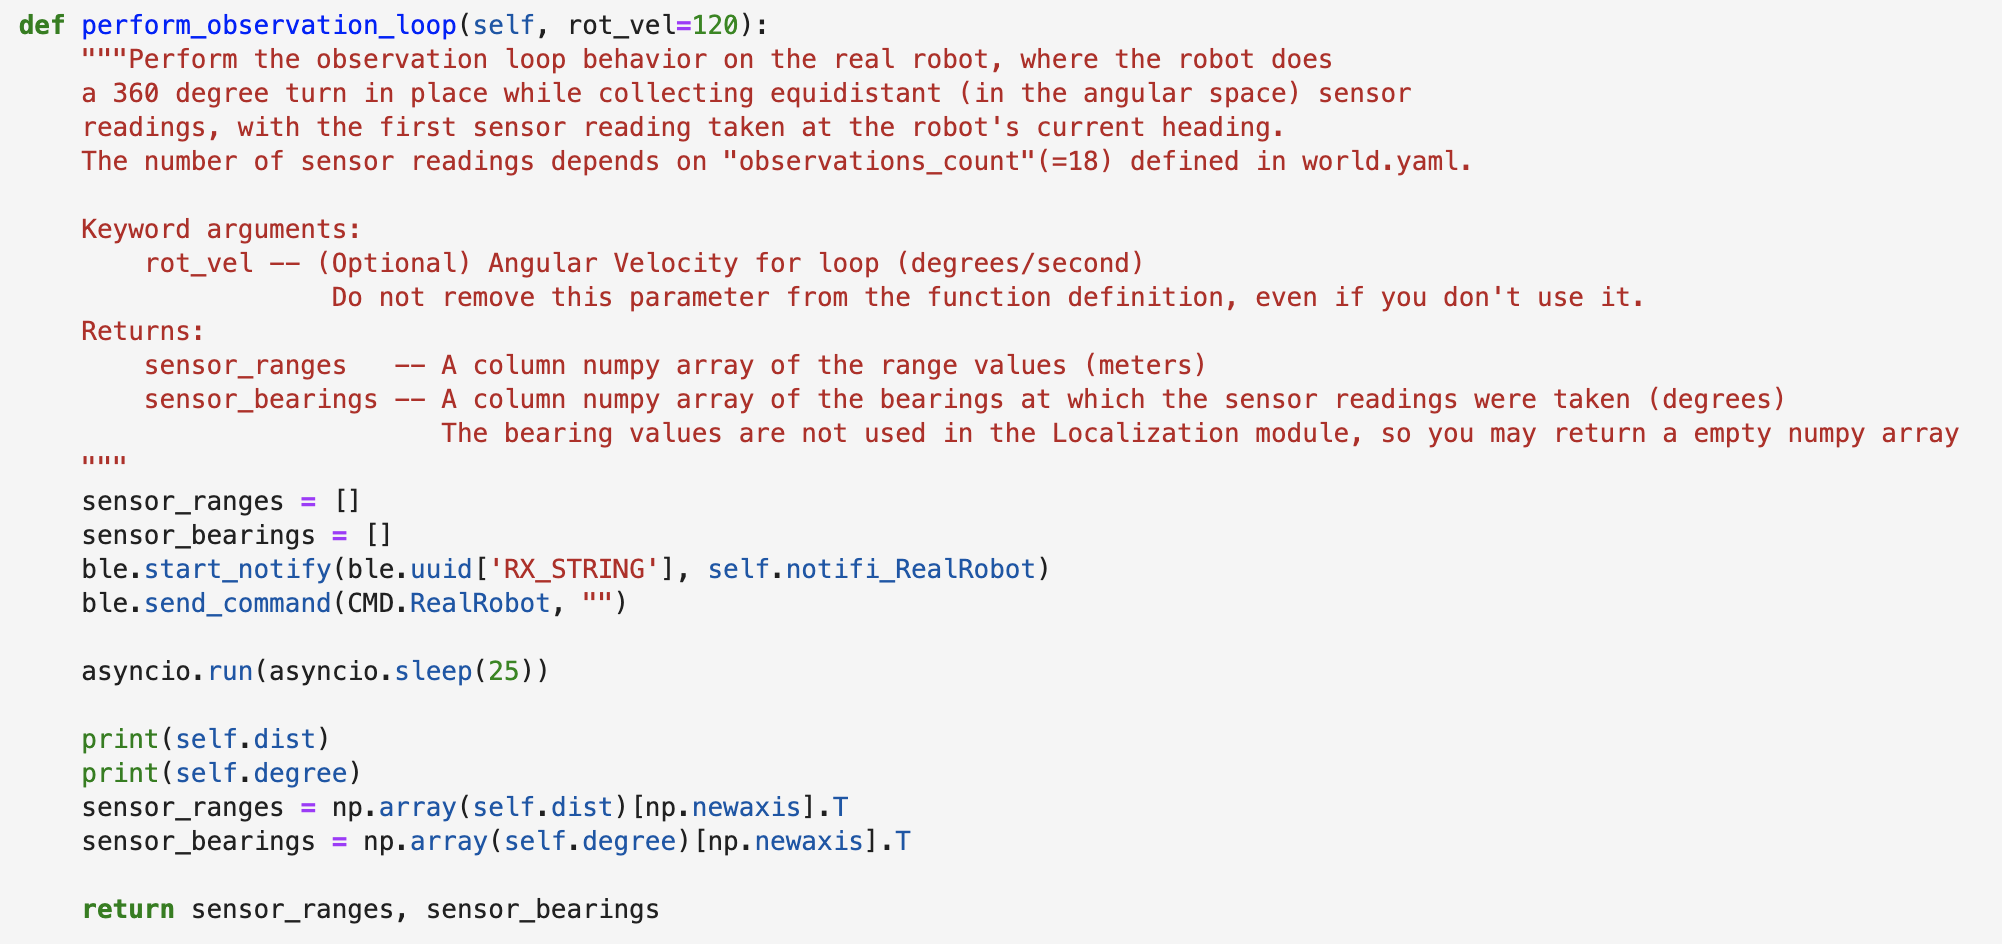 def perform_observation_loop(self, rot_vel=120):
    """Perform the observation loop behavior on the real robot, where the robot does
    a 360 degree turn in place while collecting equidistant (in the angular space) sensor
    readings, with the first sensor reading taken at the robot's current heading.
    The number of sensor readings depends on "observations_count"(=18) defined in world.yaml.

    Keyword arguments:
        rot_vel -- (Optional) Angular Velocity for loop (degrees/second)
                    Do not remove this parameter from the function definition, even if you don't use it.
    Returns:
        sensor_ranges   -- A column numpy array of the range values (meters)
        sensor_bearings -- A column numpy array of the bearings at which the sensor readings were taken (degrees)
                           The bearing values are not used in the Localization module, so you may return a empty numpy array
    """
    sensor_ranges = []
    sensor_bearings = []
    ble.start_notify(ble.uuid['RX_STRING'], self.notifi_RealRobot)
    ble.send_command(CMD.RealRobot, "")

    asyncio.run(asyncio.sleep(25))

    print(self.dist)
    print(self.degree)
    sensor_ranges = np.array(self.dist)[np.newaxis].T
    sensor_bearings = np.array(self.degree)[np.newaxis].T

    return sensor_ranges, sensor_bearings